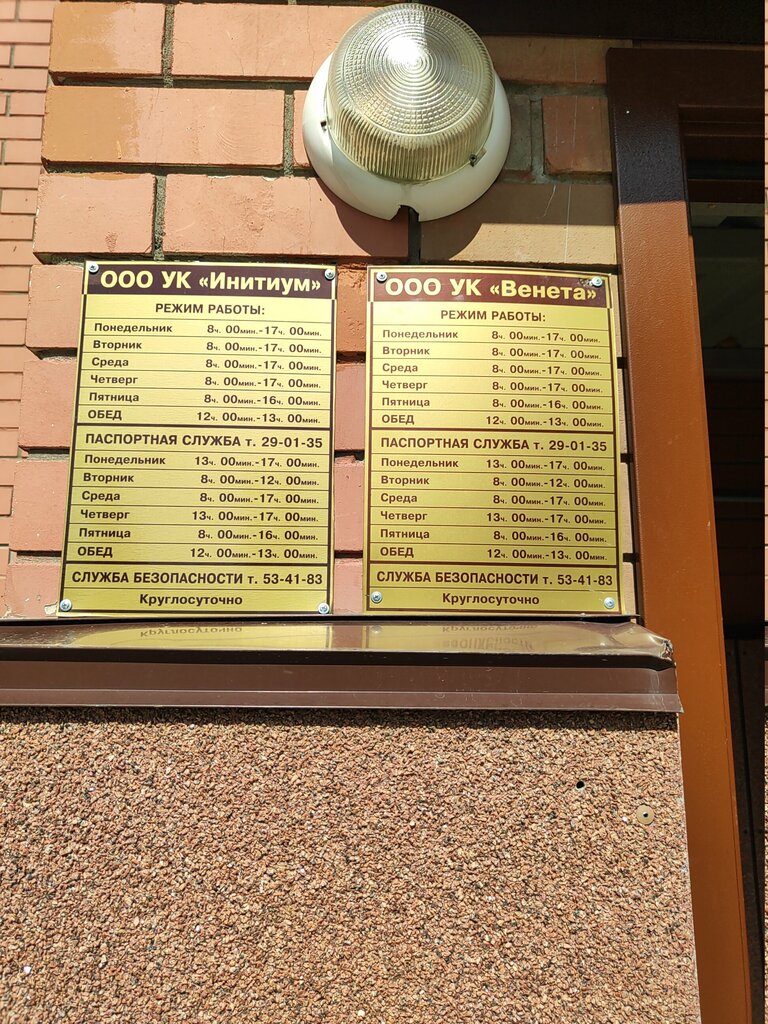 ООО УК «Инитиум»
РЕЖИМ РАБОТЫ:
Понедельник 8ч. 00мин.-17ч. 00мин.
Вторник 8ч. 00мин.-17ч. 00мин.
Среда 8ч. 00мин.-17ч. 00мин.
Четверг 8ч. 00мин.-17ч. 00мин.
Пятница 8ч. 00мин.-16ч. 00мин.
ОБЕД 12ч. 00мин.-13ч. 00мин.
ПАСПОРТНАЯ СЛУЖБА т. 29-01-35
Понедельник 13ч. 00мин.-17ч. 00мин.
Вторник 8ч. 00мин.-12ч. 00мин.
Среда 8ч. 00мин.-17ч. 00мин.
Четверг 13ч. 00мин.-17ч. 00мин.
Пятница 8ч. 00мин.-16ч. 00мин.
ОБЕД 12ч. 00мин.-13ч. 00мин.
СЛУЖБА БЕЗОПАСНОСТИ т. 53-41-83
Круглосуточно
ООО УК «Венета»
РЕЖИМ РАБОТЫ:
Понедельник 8ч. 00мин.-17ч. 00мин.
Вторник 8ч. 00мин.-17ч. 00мин.
Среда 8ч. 00мин.-17ч. 00мин.
Четверг 8ч. 00мин.-17ч. 00мин.
Пятница 8ч. 00мин.-16ч. 00мин.
ОБЕД 12ч. 00мин.-13ч. 00мин.
ПАСПОРТНАЯ СЛУЖБА т. 29-01-35
Понедельник 13ч. 00мин.-17ч. 00мин.
Вторник 8ч. 00мин.-12ч. 00мин.
Среда 8ч. 00мин.-17ч. 00мин.
Четверг 13ч. 00мин.-17ч. 00мин.
Пятница 8ч. 00мин.-16ч. 00мин.
ОБЕД 12ч. 00мин.-13ч. 00мин.
СЛУЖБА БЕЗОПАСНОСТИ т. 53-41-83
Круглосуточно